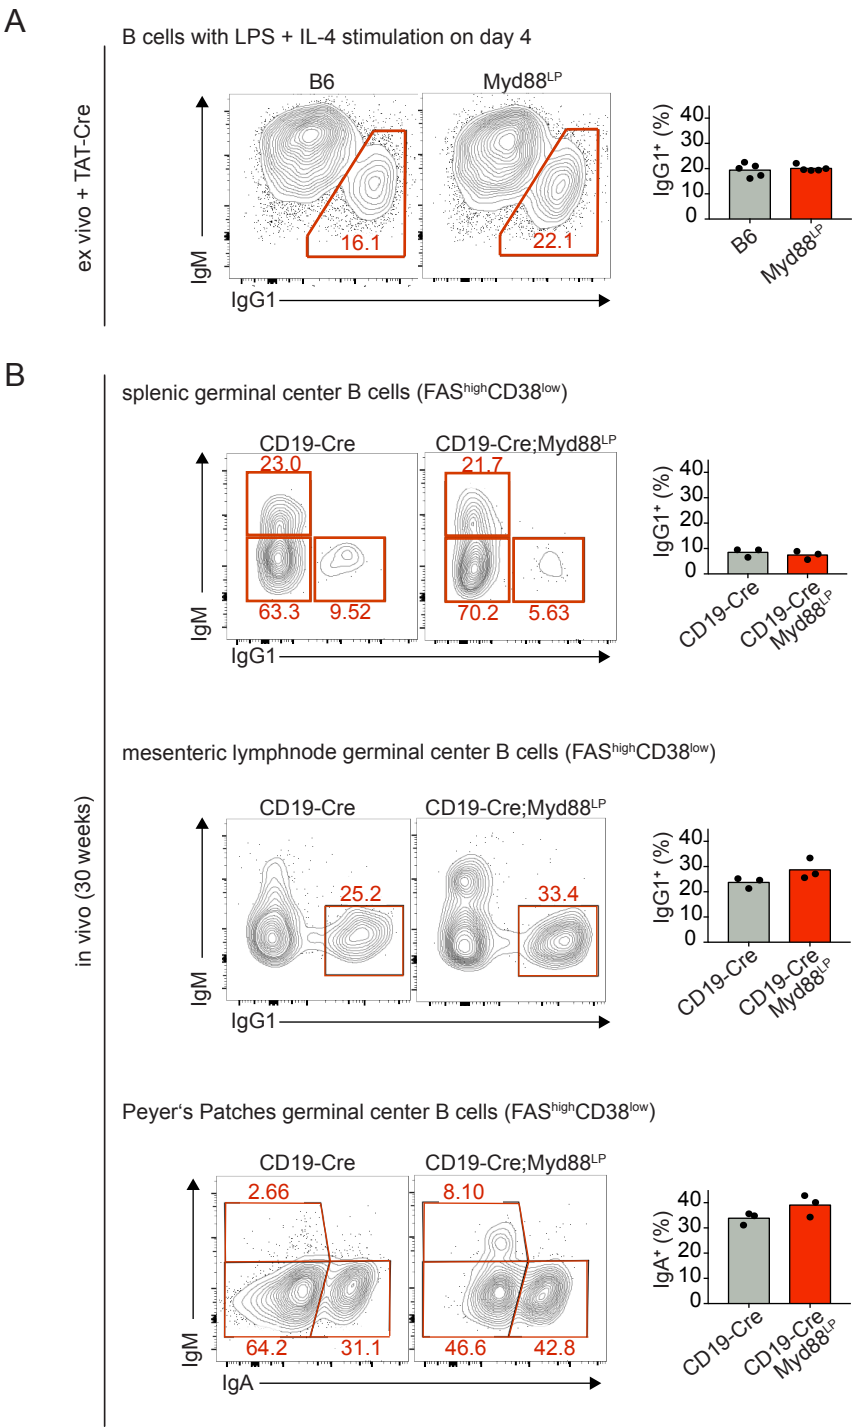 A
B cells with LPS + IL-4 stimulation on day 4
ex vivo + TAT-Cre
B6
Myd88LP
IgM
16.1
22.1
IgG1
IgG1+ (%)
40
30
20
10
0
B6
Myd88LP
B
in vivo (30 weeks)
splenic germinal center B cells (FAShighCD38low)
CD19-Cre
CD19-Cre;Myd88LP
23.0
21.7
IgM
63.3
9.52
70.2
5.63
IgG1
IgG1+ (%)
40
30
20
10
0
CD19-Cre
CD19-Cre
Myd88LP
mesenteric lymphnode germinal center B cells (FAShighCD38low)
CD19-Cre
CD19-Cre;Myd88LP
25.2
33.4
IgM
IgG1
IgG1+ (%)
40
30
20
10
0
CD19-Cre
CD19-Cre
Myd88LP
Peyer‘s Patches germinal center B cells (FAShighCD38low)
CD19-Cre
CD19-Cre;Myd88LP
2.66
8.10
IgM
64.2
31.1
46.6
42.8
IgA
IgA+ (%)
40
30
20
10
0
CD19-Cre
CD19-Cre
Myd88LP